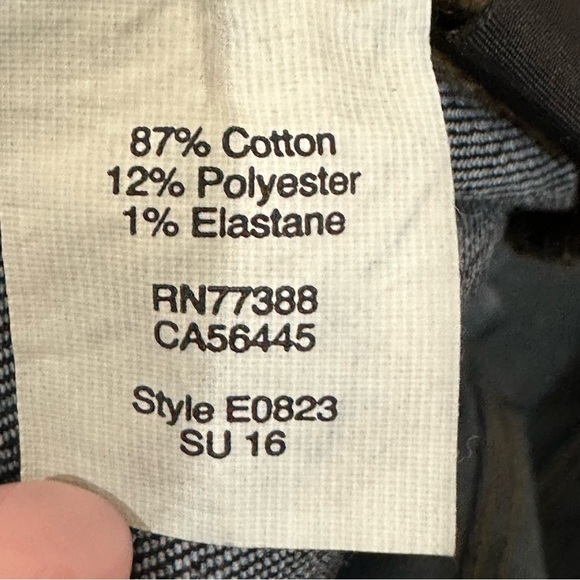 87% Cotton
12% Polyester
1% Elastane
RN77388
CA56445
Style E0823
SU 16